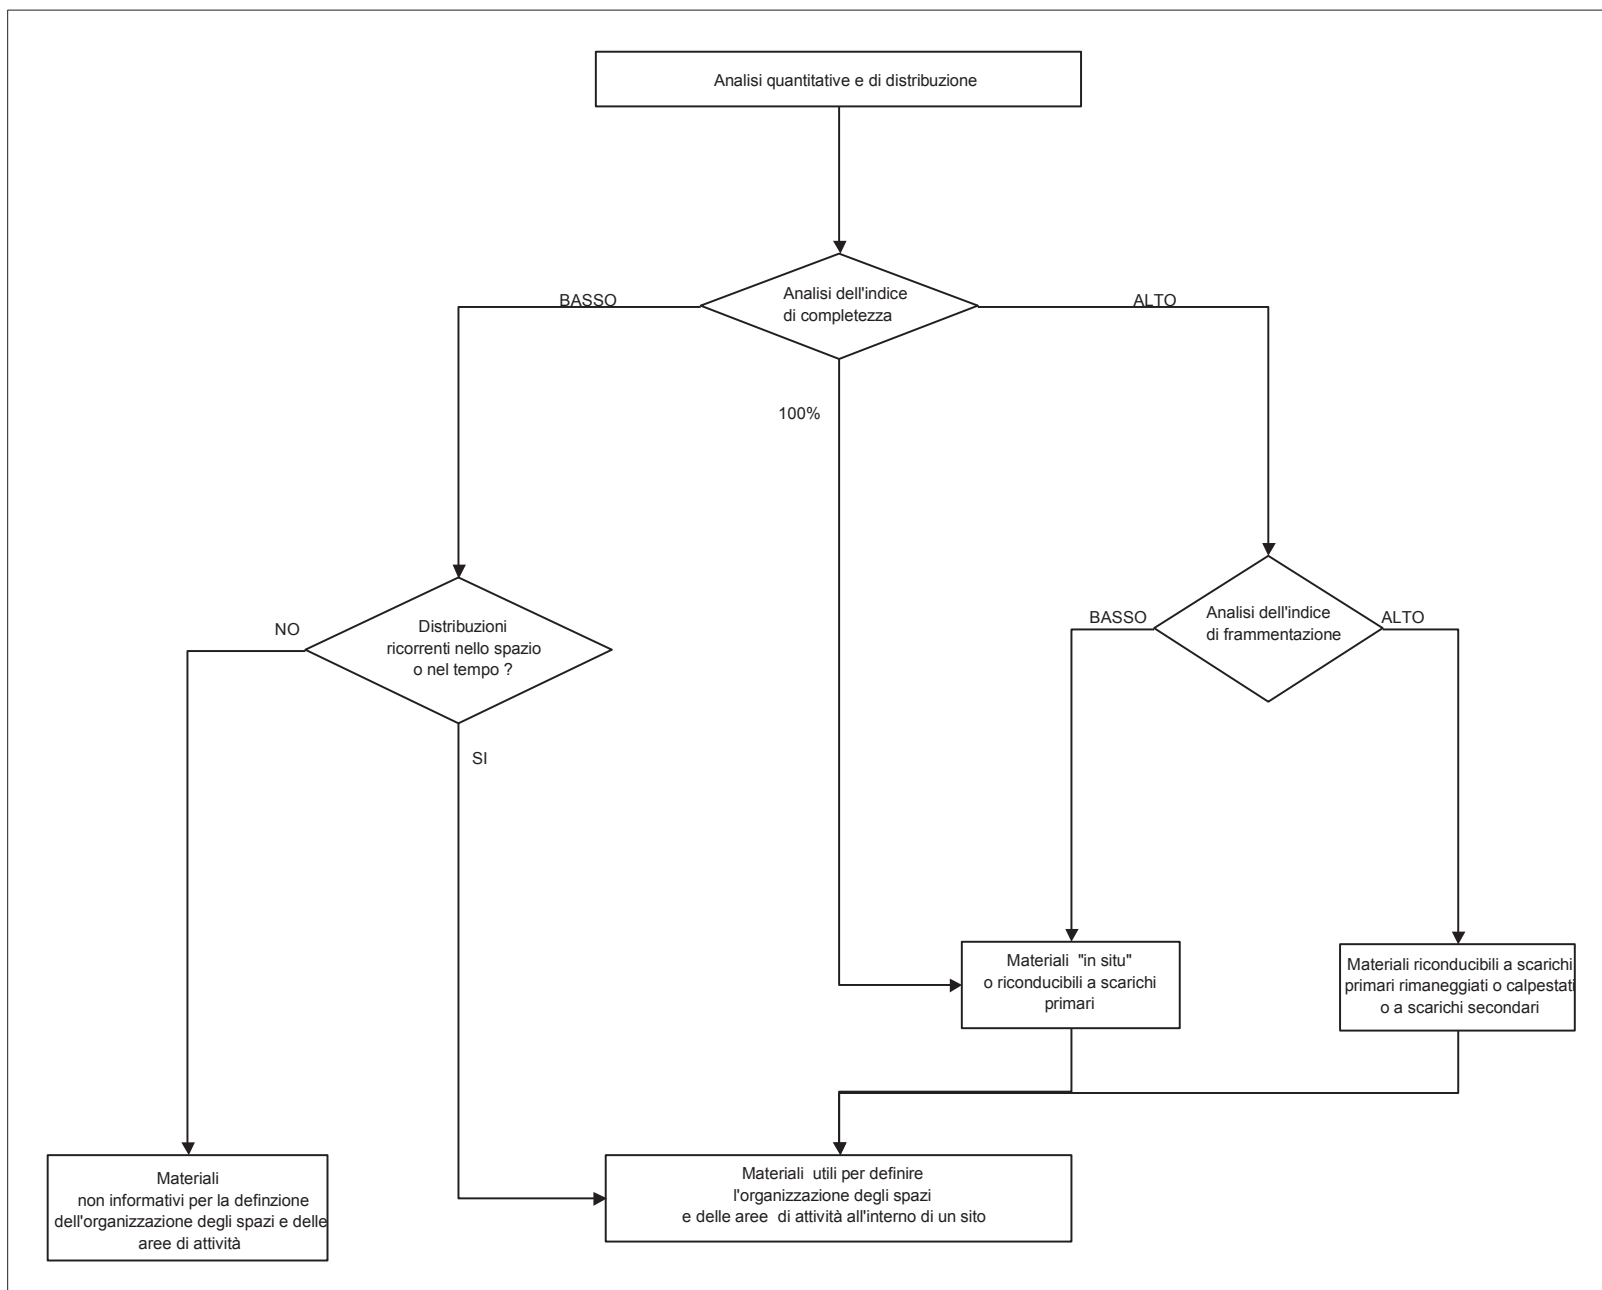 Analisi quantitative e di distribuzione
Analisi dell'indice
di completezza
BASSO
ALTO
100%
Distribuzioni
ricorrenti nello spazio
o nel tempo ?
NO
SI
Analisi dell'indice
di frammentazione
BASSO
ALTO
Materiali "in situ"
o riconducibili a scarichi
primari
Materiali riconducibili a scarichi
primari rimaneggiati o calpestati
o a scarichi secondari
Materiali
non informativi per la definzione
dell'organizzazione degli spazi e delle
aree di attività
Materiali utili per definire
l'organizzazione degli spazi
e delle aree di attività all'interno di un sito